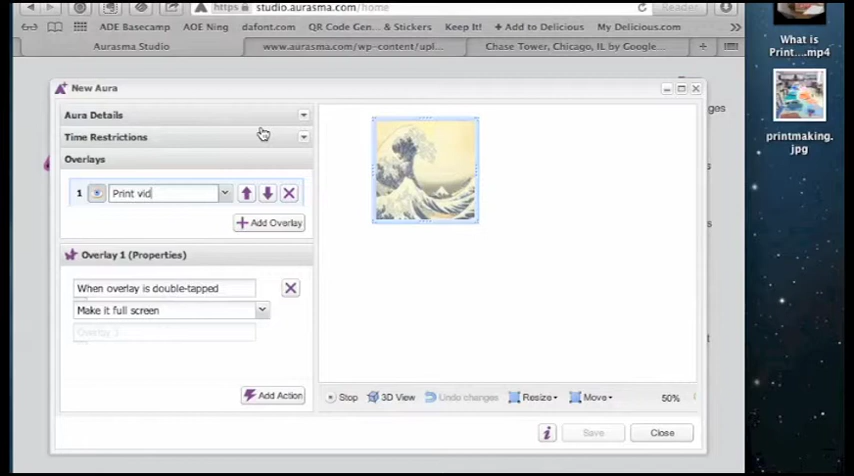 https studio.aurasma.com/home
Reader
ADE Basecamp AOE Ning dafont.com QR Code Gen... & Stickers Keep It! + Add to Delicious My Delicious.com
Aurasma Studio www.aurasma.com/wp-content/upl... Chase Tower, Chicago, IL by Google...
What is
Print....mp4
printmaking.
jpg
ges
New Aura
Aura Details
Time Restrictions
Overlays
1 Print vid
Add Overlay
Overlay 1 (Properties)
When overlay is double-tapped
Make it full screen
Overlay 1
Add Action
Stop 3D View Undo changes Resize Move 50%
i Save Close